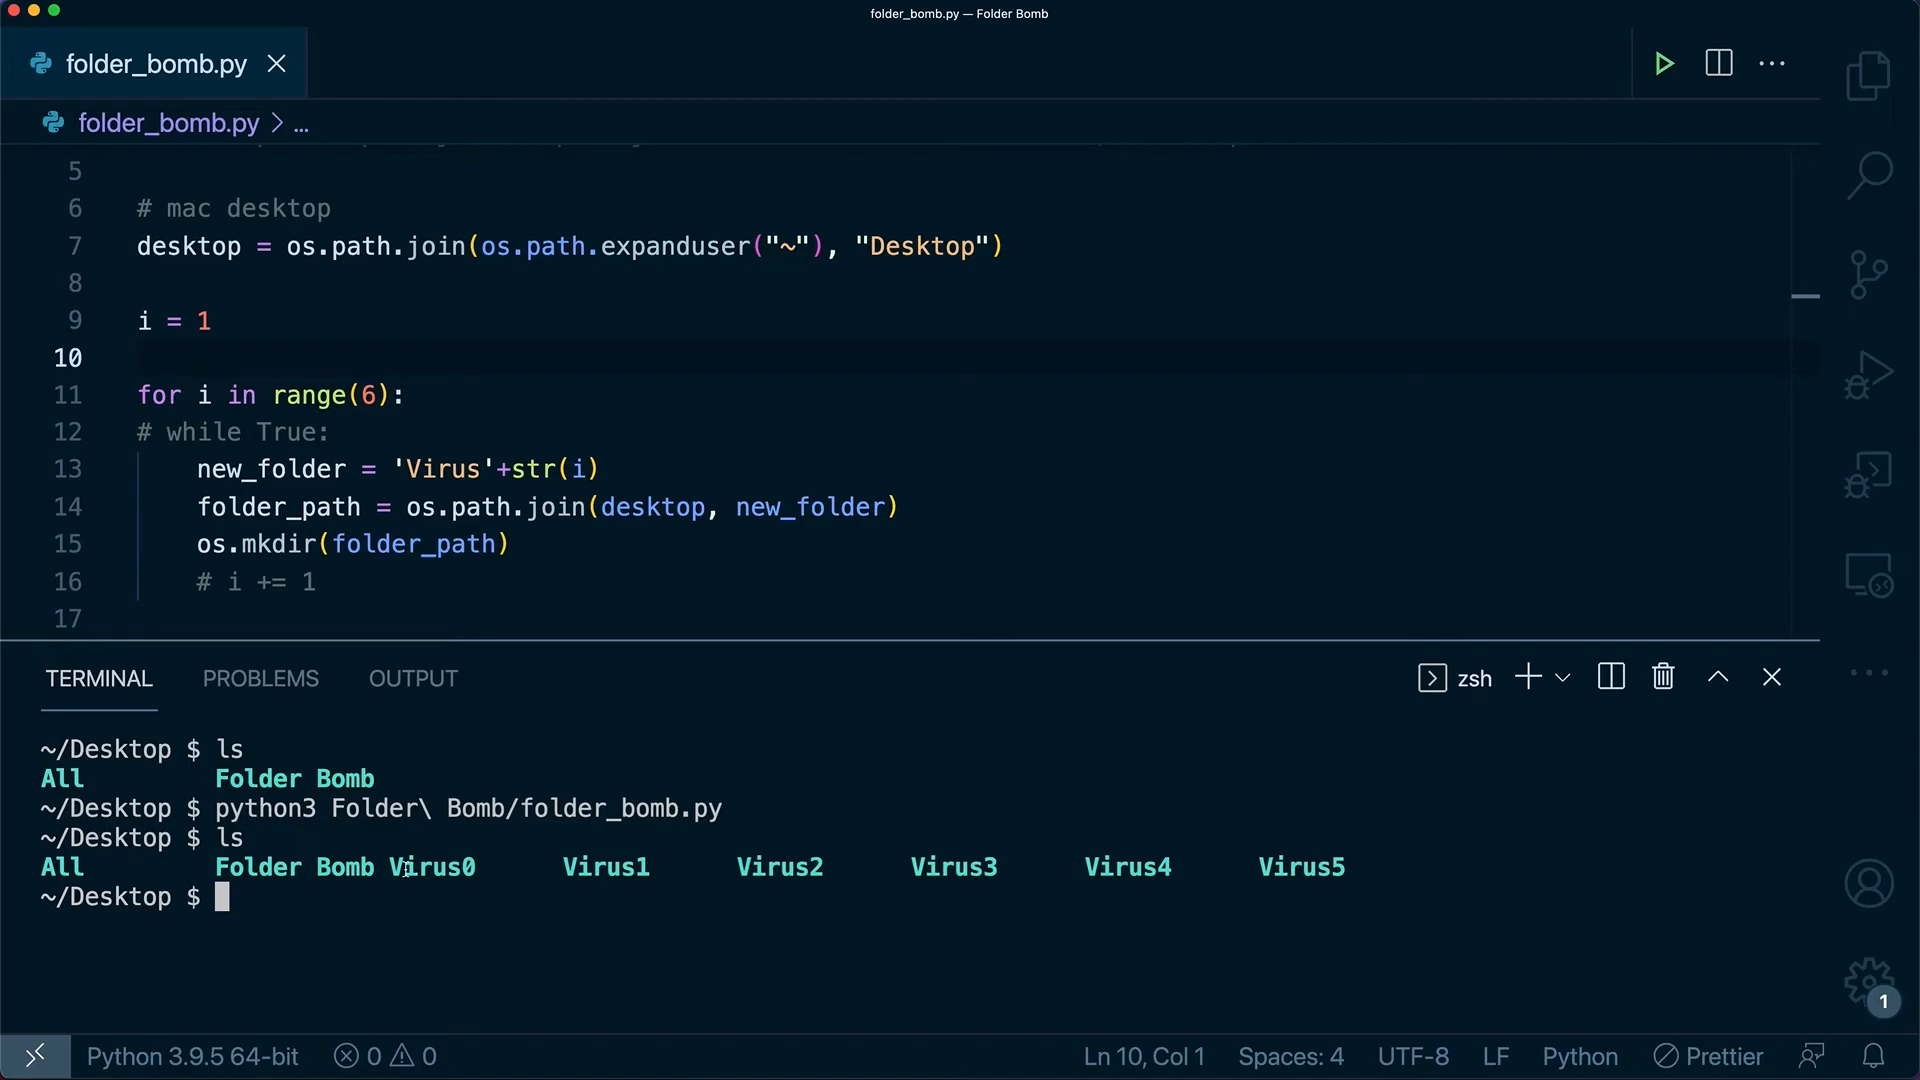 folder_bomb.py — Folder Bomb
folder_bomb.py
folder_bomb.py > ...
5
6 # mac desktop
7 desktop = os.path.join(os.path.expanduser("~"), "Desktop")
8
9 i = 1
10
11 for i in range(6):
12 # while True:
13 new_folder = 'Virus'+str(i)
14 folder_path = os.path.join(desktop, new_folder)
15 os.mkdir(folder_path)
16 # i += 1
17
TERMINAL PROBLEMS OUTPUT zsh
~/Desktop $ ls
All Folder Bomb
~/Desktop $ python3 Folder\ Bomb/folder_bomb.py
~/Desktop $ ls
All Folder Bomb Virus0 Virus1 Virus2 Virus3 Virus4 Virus5
~/Desktop $
1
Python 3.9.5 64-bit 0 0 Ln 10, Col 1 Spaces: 4 UTF-8 LF Python Prettier